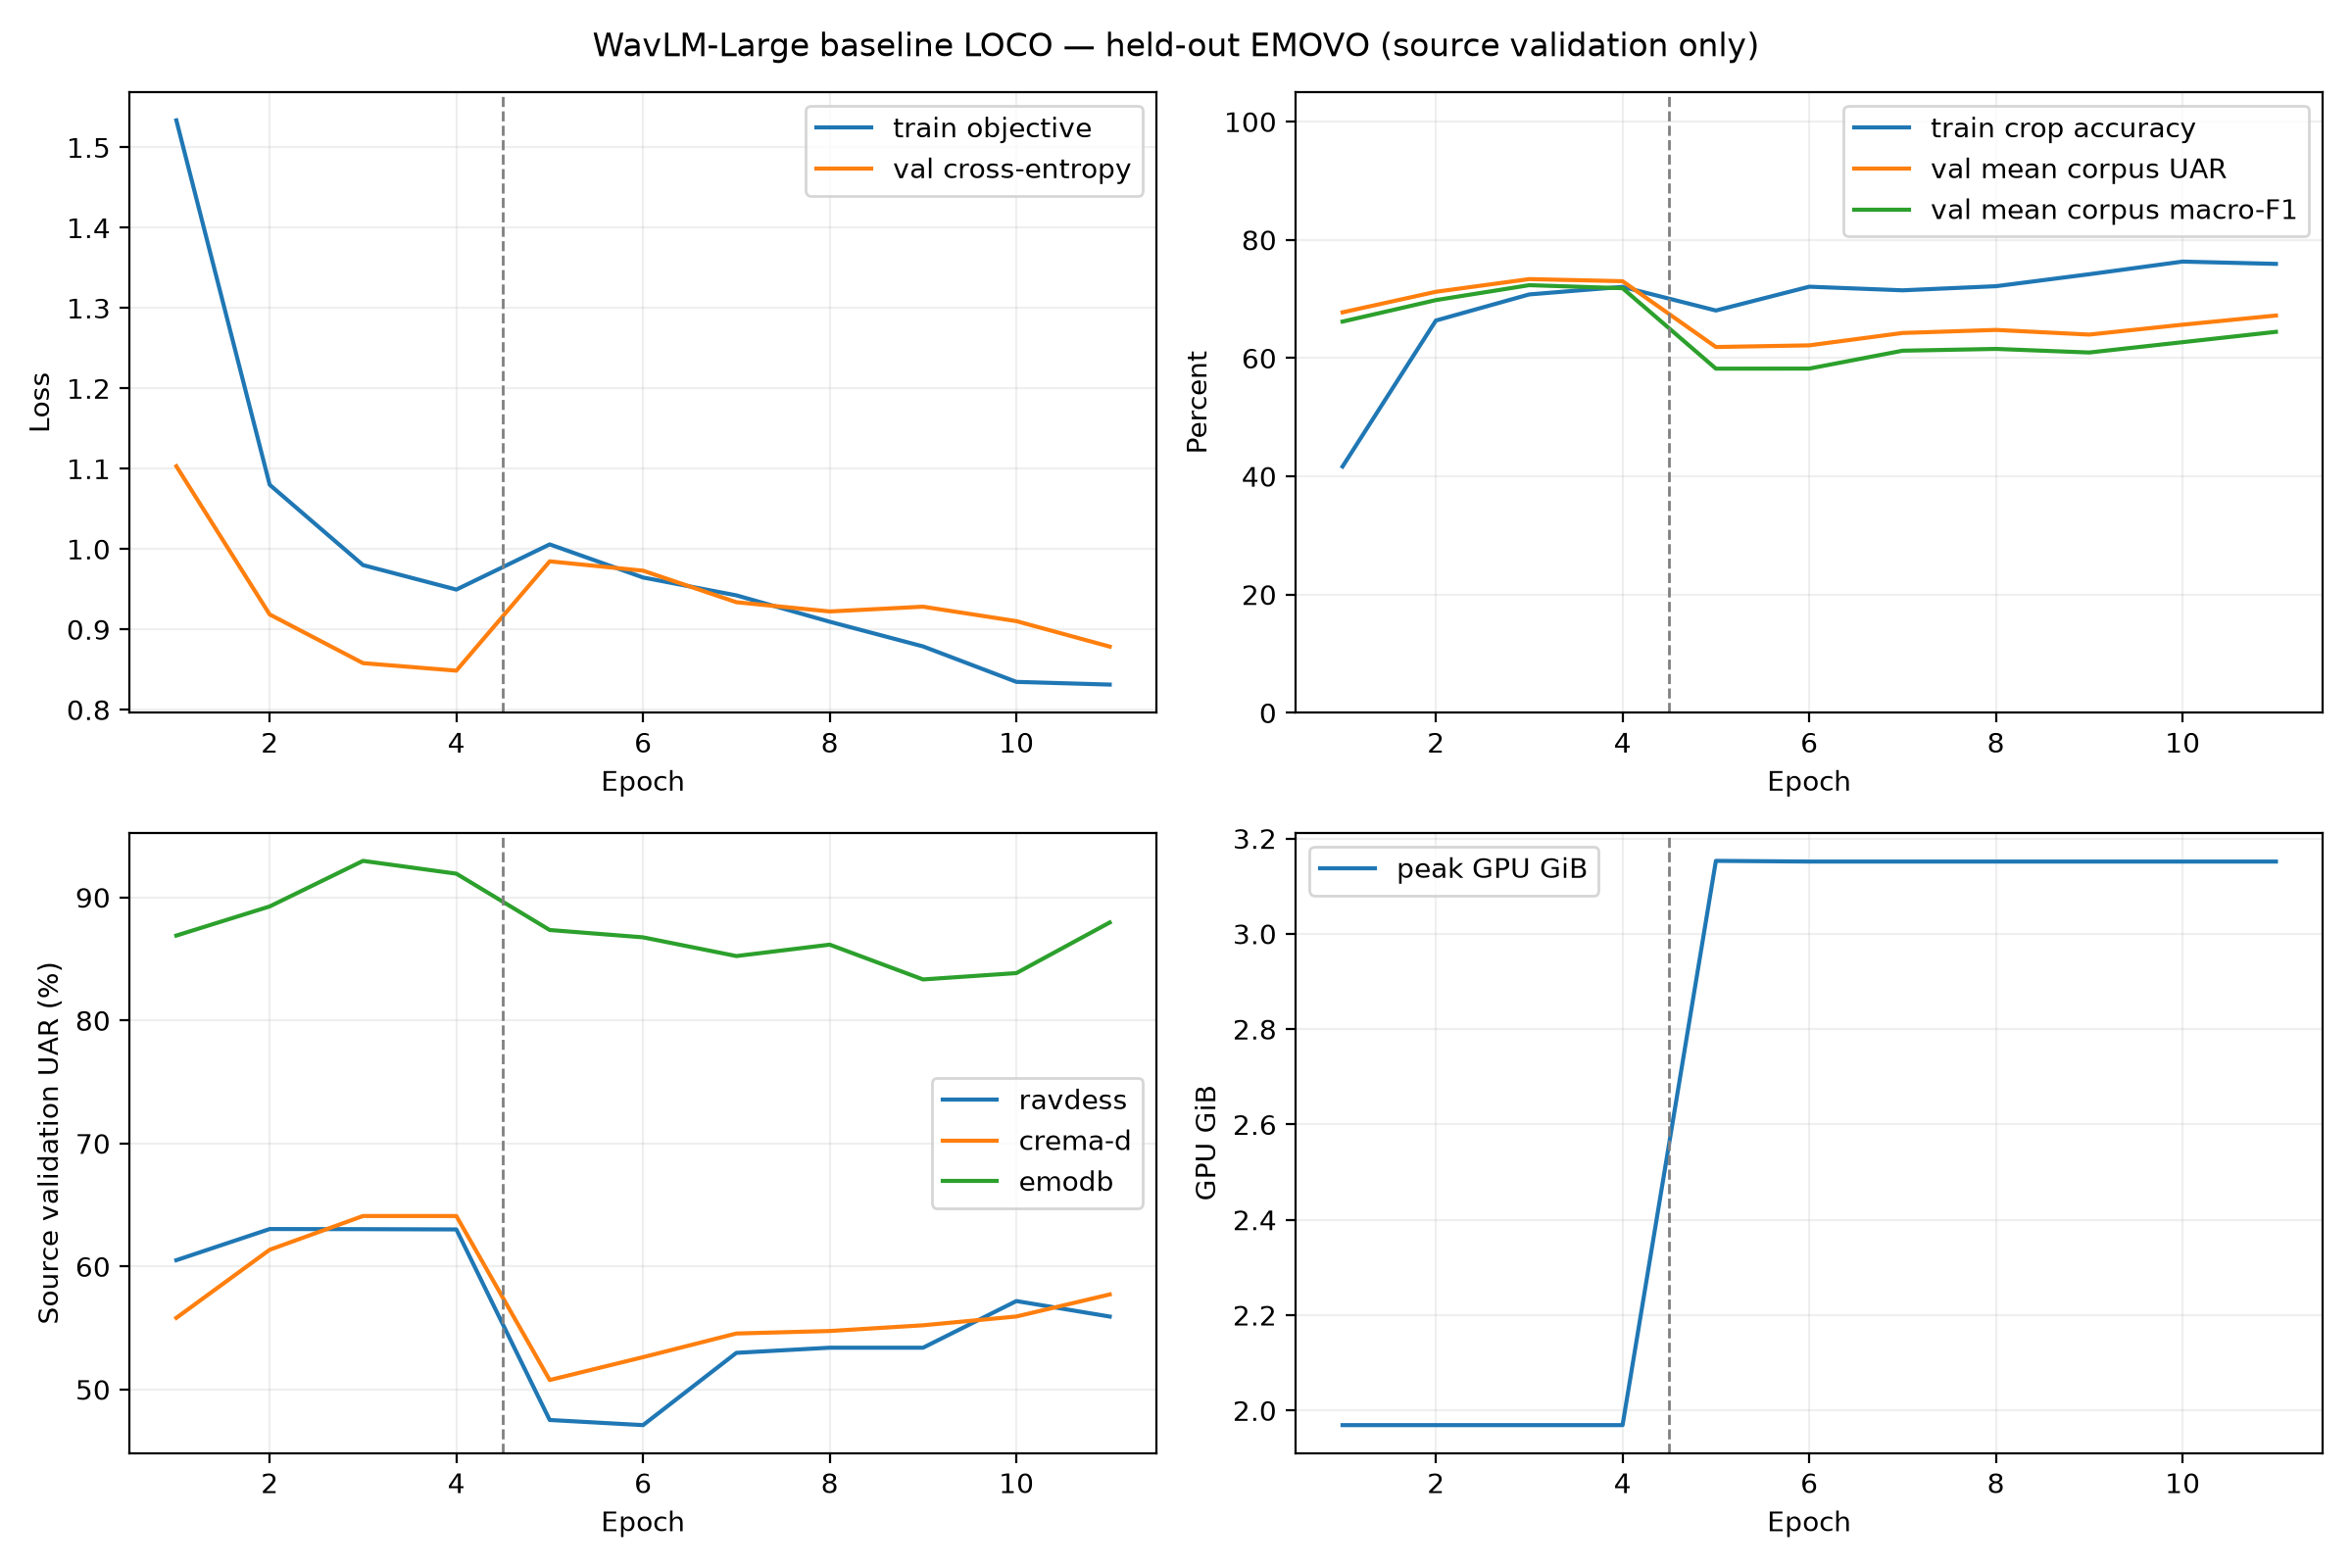 WavLM-Large baseline LOCO — held-out EMOVO (source validation only)
Loss
1.5
1.4
1.3
1.2
1.1
1.0
0.9
0.8
train objective
val cross-entropy
2 4 6 8 10
Epoch
Percent
100
80
60
40
20
0
train crop accuracy
val mean corpus UAR
val mean corpus macro-F1
2 4 6 8 10
Epoch
Source validation UAR (%)
90
80
70
60
50
ravdess
crema-d
emodb
2 4 6 8 10
Epoch
GPU GiB
3.2
3.0
2.8
2.6
2.4
2.2
2.0
peak GPU GiB
2 4 6 8 10
Epoch